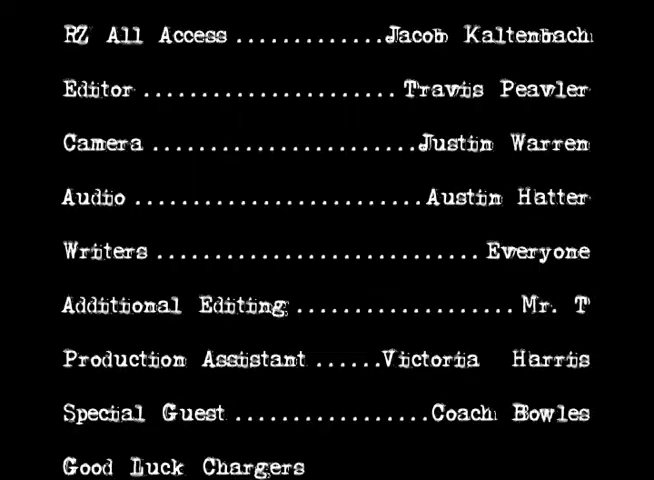 RZ All Access .............Jacob Kaltenbach
Editor ...................... Travis Peavler
Camera .......................Justin Warren
Audio .........................Austin Hatter
Writers ............................ Everyone
Additional Editing ................... Mr. T
Production Assistant ......Victoria Harris
Special Guest .................Coach Bowles
Good Luck Chargers